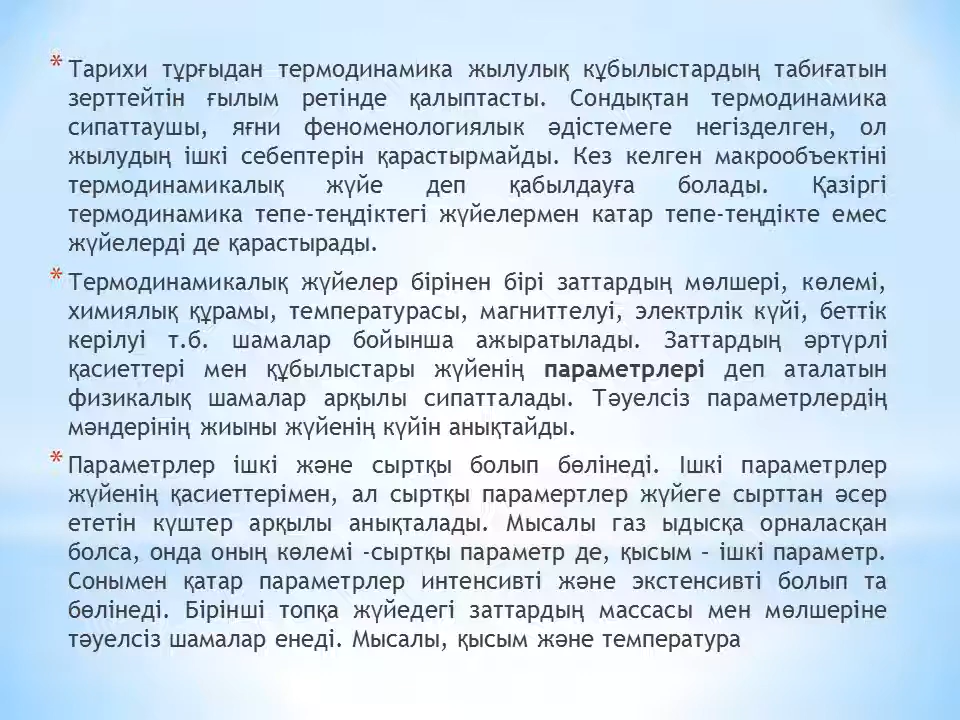 * Тарихи тұрғыдан термодинамика жылулық кұбылыстардың табиғатын
зерттейтін ғылым ретінде қалыптасты. Сондықтан термодинамика
сипаттаушы, яғни феноменологиялык әдістемеге негізделген, ол
жылудың ішкі себептерін қарастырмайды. Кез келген макрообъектіні
термодинамикалық жүйе деп қабылдауға болады. Қазіргі
термодинамика тепе-теңдіктегі жүйелермен катар тепе-теңдікте емес
жүйелерді де қарастырады.
* Термодинамикалық жүйелер бірінен бірі заттардың мөлшері, көлемі,
химиялық құрамы, температурасы, магниттелуі, электрлік күйі, беттік
керілуі т.б. шамалар бойынша ажыратылады. Заттардың әртүрлі
қасиеттері мен құбылыстары жүйенің параметрлері деп аталатын
физикалық шамалар арқылы сипатталады. Тәуелсіз параметрлердің
мәндерінің жиыны жүйенің күйін анықтайды.
* Параметрлер ішкі және сыртқы болып бөлінеді. Ішкі параметрлер
жүйенің қасиеттерімен, ал сыртқы парамертлер жүйеге сырттан әсер
ететін күштер арқылы анықталады. Мысалы газ ыдысқа орналасқан
болса, онда оның көлемі -сыртқы параметр де, қысым – ішкі параметр.
Сонымен қатар параметрлер интенсивті және экстенсивті болып та
бөлінеді. Бірінші топқа жүйедегі заттардың массасы мен мөлшеріне
тәуелсіз шамалар енеді. Мысалы, қысым және температура